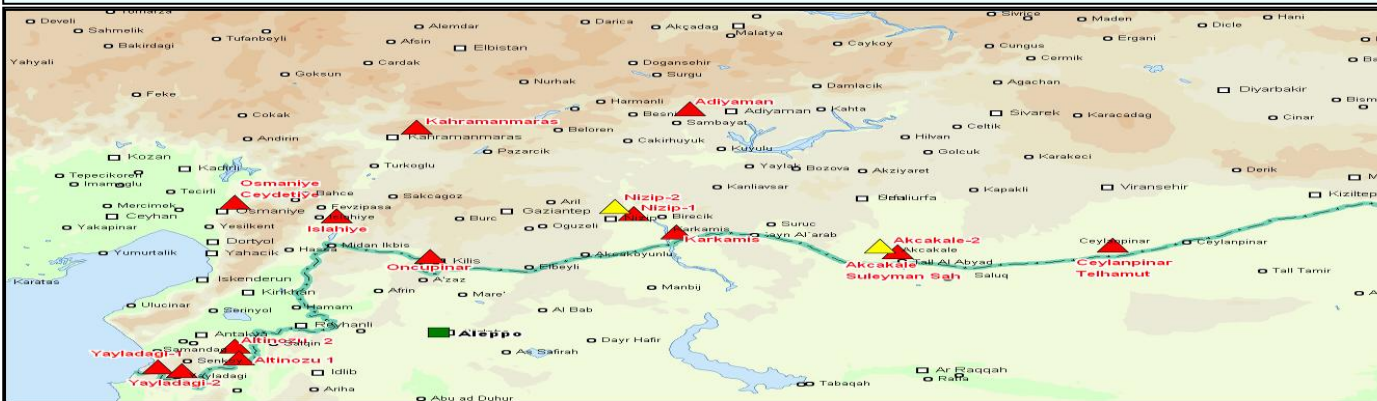 Develi
Tomarza
Sahmelik
Bakirdagi
Tufanbeyli
Alemdar
Afsin
Elbistan
Darica
Akçadag
Malatya
Caykoy
Sivrice
Maden
Hani
Dicle
Ergani
Cungus
Cermik
Yahyali
Cardak
Goksun
Dogansehir
Surgu
Nurhak
Damlacik
Agachan
Diyarbakir
Feke
Harmanli
Adiyaman
Besni
Adiyaman
Kahta
Sivarek
Karacadag
Cinar
Cokak
Kahramanmaras
Sambayat
Celtik
Andirin
Kahramanmaras
Beloren
Cakirhuyuk
Hilvan
Kuyulu
Golcuk
Karakeci
Kozan
Pazarcik
Turkoglu
Yaylak
Bozova
Akziyaret
Derik
Kadirli
Tepecikoren
Imamoglu
Tecirli
Osmaniye
Ceydetiye
Bahce
Sakcagoz
Kanliavsar
Kapakli
Viransehir
Kiziltep
Mercimek
Ceyhan
Osmaniye
Fevzipasa
Islahiye
Islahiye
Burc
Gaziantep
Aril
Nizip-2
Nizip-1
Nizip
Birecik
Yakapinar
Yesilkent
Oguzeli
Karkamis
Karkamis
Suruc
Ayn Al'arab
Akcakale-2
Akcakale
Ceylanpinar
Ceylanpinar
Dortyol
Yumurtalik
Yahacik
Hassa
Midan Ikbis
Oncupinar
Kilis
Elbeyli
Akcakoyunlu
Akcakale
Suleyman Sah
Tall Al Abyad
Saluq
Ceylanpinar
Telhamut
Tall Tamir
Karatas
Iskenderun
A'zaz
Kirikhan
Afrin
Mare'
Manbij
Ulucinar
Serinyol
Hamam
Al Bab
Reyhanli
Antakya
Aleppo
Altinozu - 2
Salqin
Dayr Hafir
Samandag
Yayladagi-1
Senkoy
Altinozu 1
As Safirah
Yayladagi
Yayladagi-2
Idlib
Ar Raqqah
Ariha
Tabaqah
Abu ad Duhur